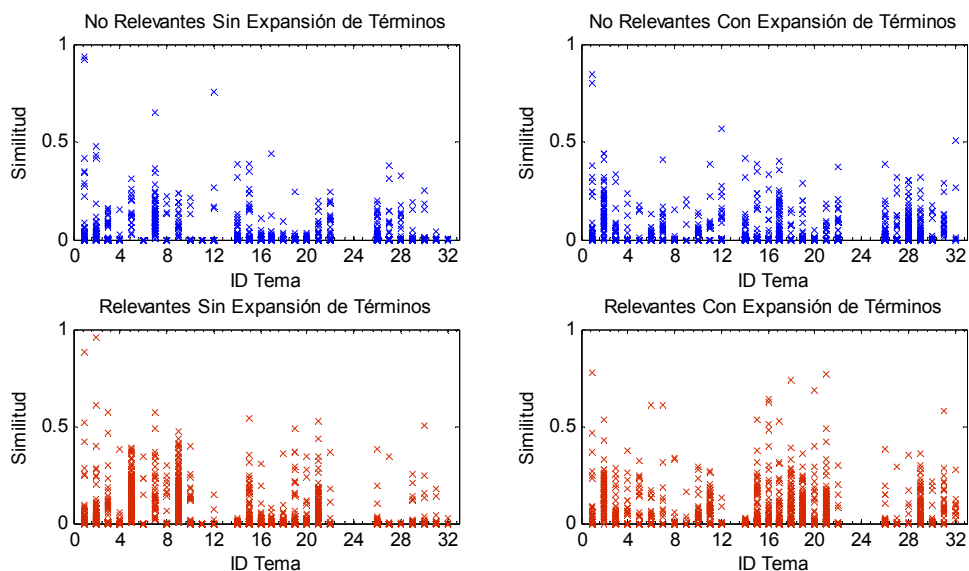 No Relevantes Sin Expansión de Términos
No Relevantes Con Expansión de Términos
1
0.5
0
Similitud
0 4 8 12 16 20 24 28 32
ID Tema
1
0.5
0
Similitud
0 4 8 12 16 20 24 28 32
ID Tema
Relevantes Sin Expansión de Términos
Relevantes Con Expansión de Términos
1
0.5
0
Similitud
0 4 8 12 16 20 24 28 32
ID Tema
1
0.5
0
Similitud
0 4 8 12 16 20 24 28 32
ID Tema